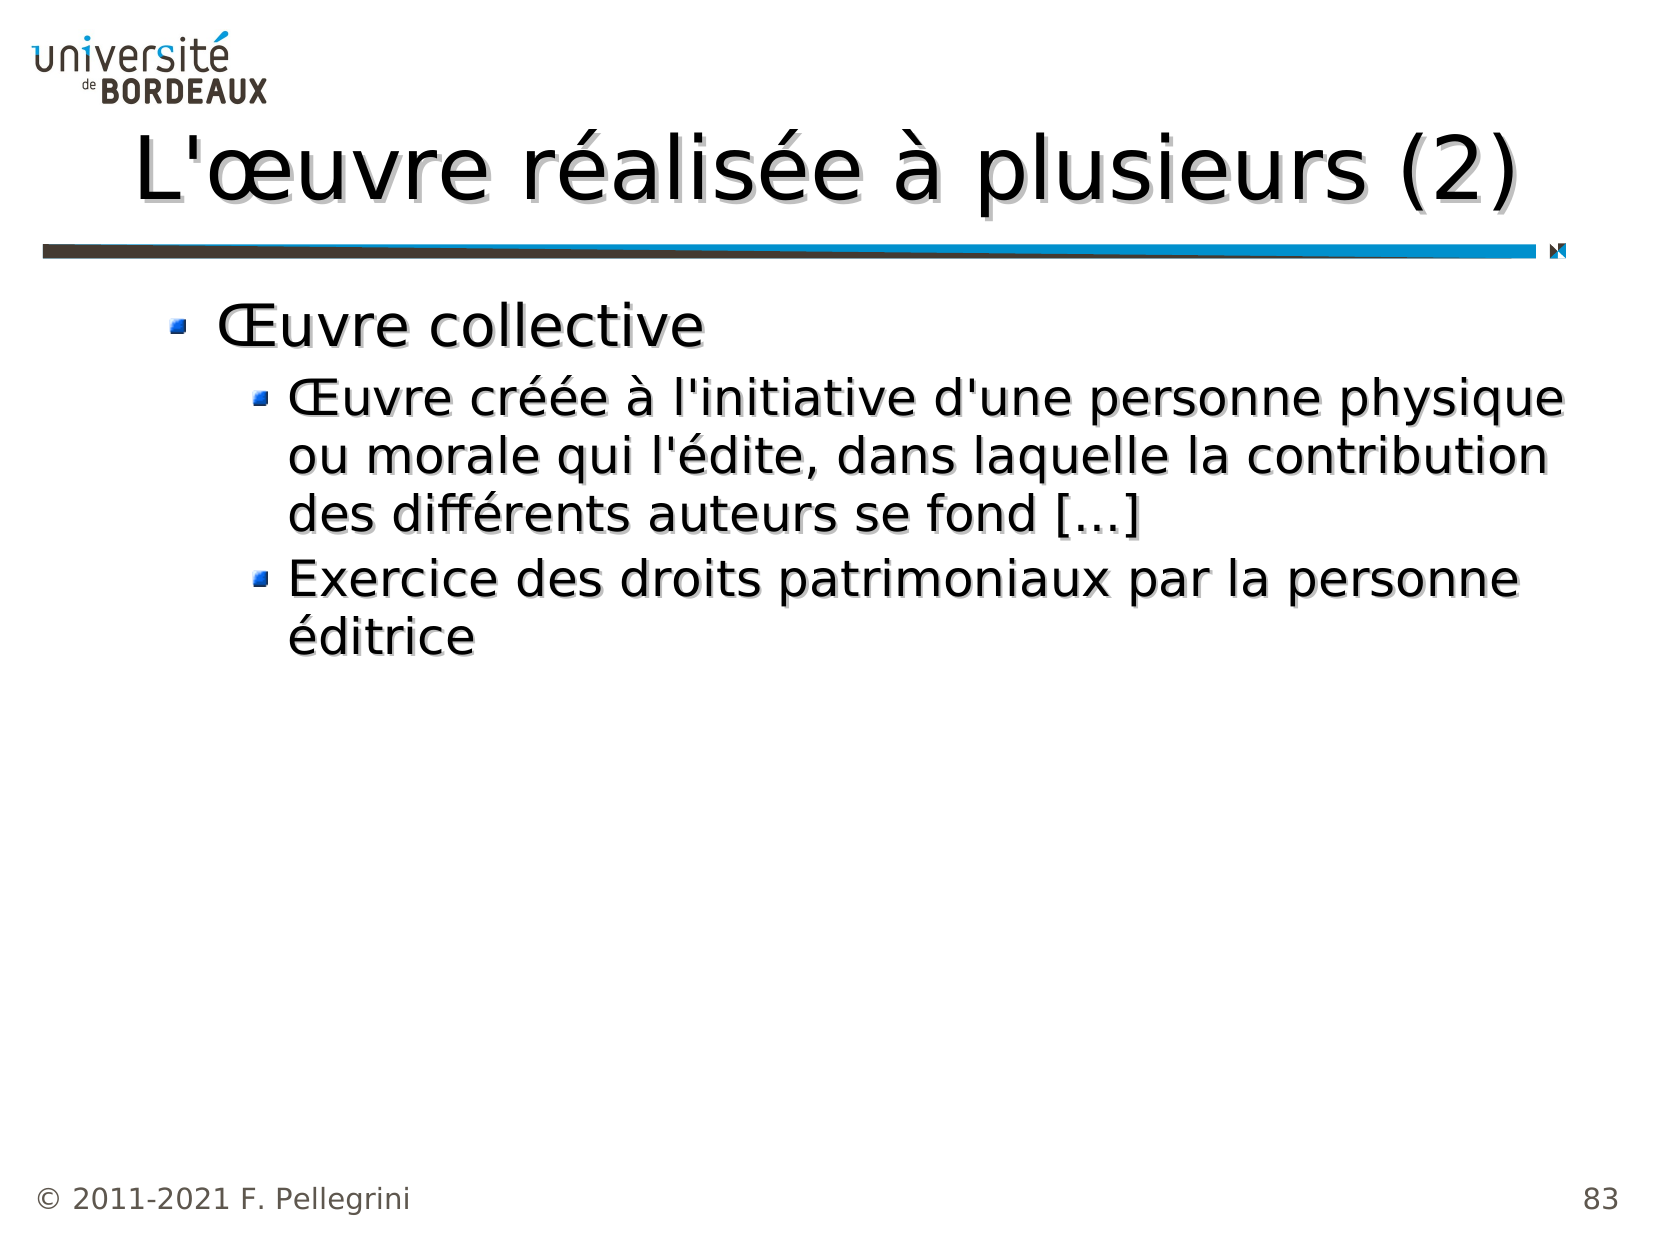 université
de BORDEAUX
L'œuvre réalisée à plusieurs (2)
Œuvre collective
Œuvre créée à l'initiative d'une personne physique
ou morale qui l'édite, dans laquelle la contribution
des différents auteurs se fond [...]
Exercice des droits patrimoniaux par la personne
éditrice
© 2011-2021 F. Pellegrini
83